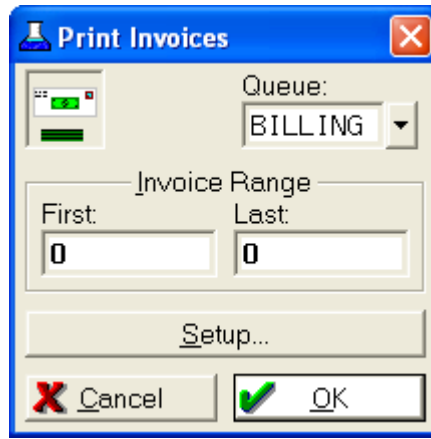 Print Invoices
Queue:
BILLING
Invoice Range
First: Last:
0 0
Setup...
Cancel OK